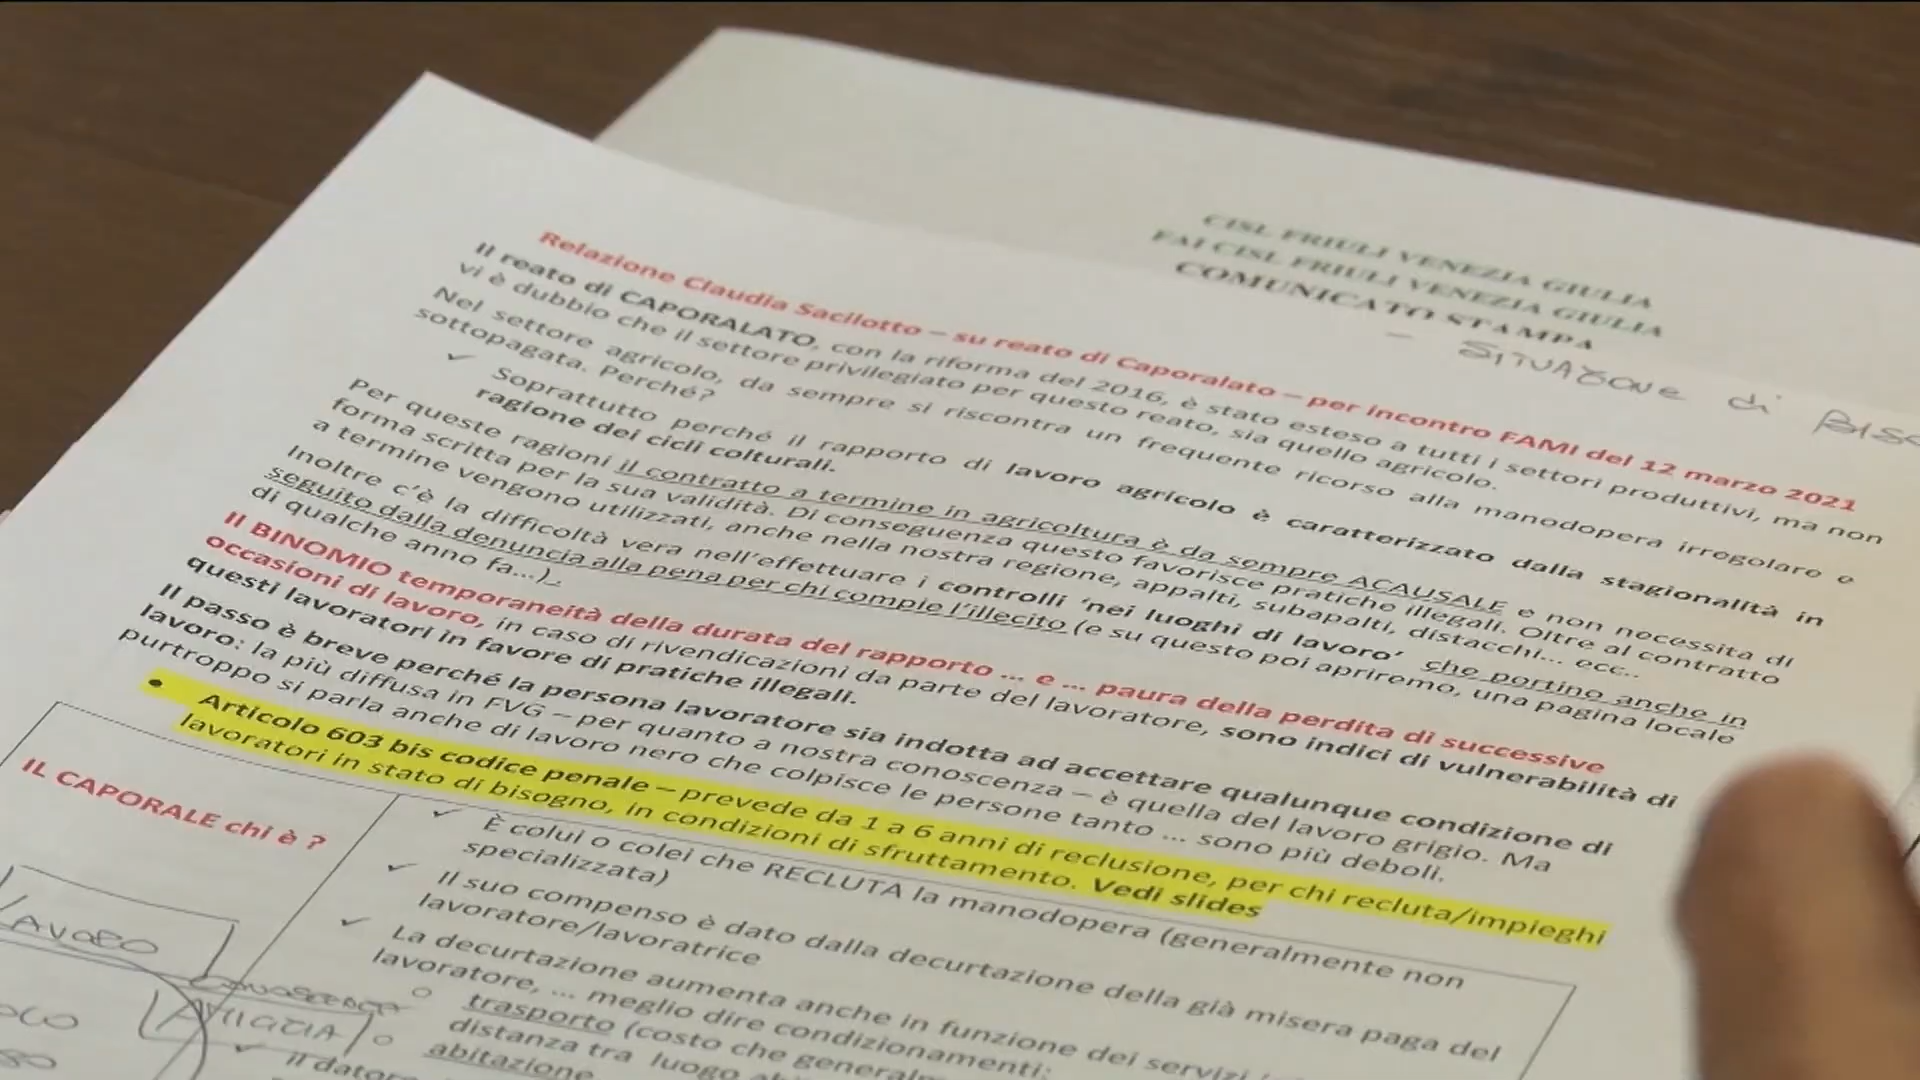 CISL FRIULI VENEZIA GIULIA
FAI CISL FRIULI VENEZIA GIULIA
COMUNICATO STAMPA
- SITUAZIONE di BISO
Relazione Claudia Sacilotto – su reato di Caporalato – per incontro FAMI del 12 marzo 2021
Il reato di CAPORALATO, con la riforma del 2016, è stato esteso a tutti i settori produttivi, ma non
vi è dubbio che il settore privilegiato per questo reato, sia quello agricolo.
Nel settore agricolo, da sempre si riscontra un frequente ricorso alla manodopera irregolare o
sottopagata. Perché?
✓ Soprattutto perché il rapporto di lavoro agricolo è caratterizzato dalla stagionalità in
ragione dei cicli colturali.
Per queste ragioni il contratto a termine in agricoltura è da sempre ACAUSALE e non necessita di
forma scritta per la sua validità. Di conseguenza questo favorisce pratiche illegali. Oltre al contratto
a termine vengono utilizzati, anche nella nostra regione, appalti, subapalti, distacchi... ecc..
Inoltre c'è la difficoltà vera nell'effettuare i controlli 'nei luoghi di lavoro' che portino anche in
seguito dalla denuncia alla pena per chi compie l'illecito (e su questo poi apriremo, una pagina locale
di qualche anno fa...).
Il BINOMIO temporaneità della durata del rapporto ... e ... paura della perdita di successive
occasioni di lavoro, in caso di rivendicazioni da parte del lavoratore, sono indici di vulnerabilità di
questi lavoratori in favore di pratiche illegali.
Il passo è breve perché la persona lavoratore sia indotta ad accettare qualunque condizione di
lavoro: la più diffusa in FVG – per quanto a nostra conoscenza – è quella del lavoro grigio. Ma
purtroppo si parla anche di lavoro nero che colpisce le persone tanto ... sono più deboli.
• Articolo 603 bis codice penale – prevede da 1 a 6 anni di reclusione, per chi recluta/impieghi
lavoratori in stato di bisogno, in condizioni di sfruttamento. Vedi slides
IL CAPORALE chi è ?
✓ È colui o colei che RECLUTA la manodopera (generalmente non
specializzata)
✓ Il suo compenso è dato dalla decurtazione della già misera paga del
lavoratore/lavoratrice
✓ La decurtazione aumenta anche in funzione dei servizi
lavoratore, ... meglio dire condizionamenti:
o trasporto (costo che generalm
distanza tra luogo abi
o abitazione
✓ Il datore
LAVORO